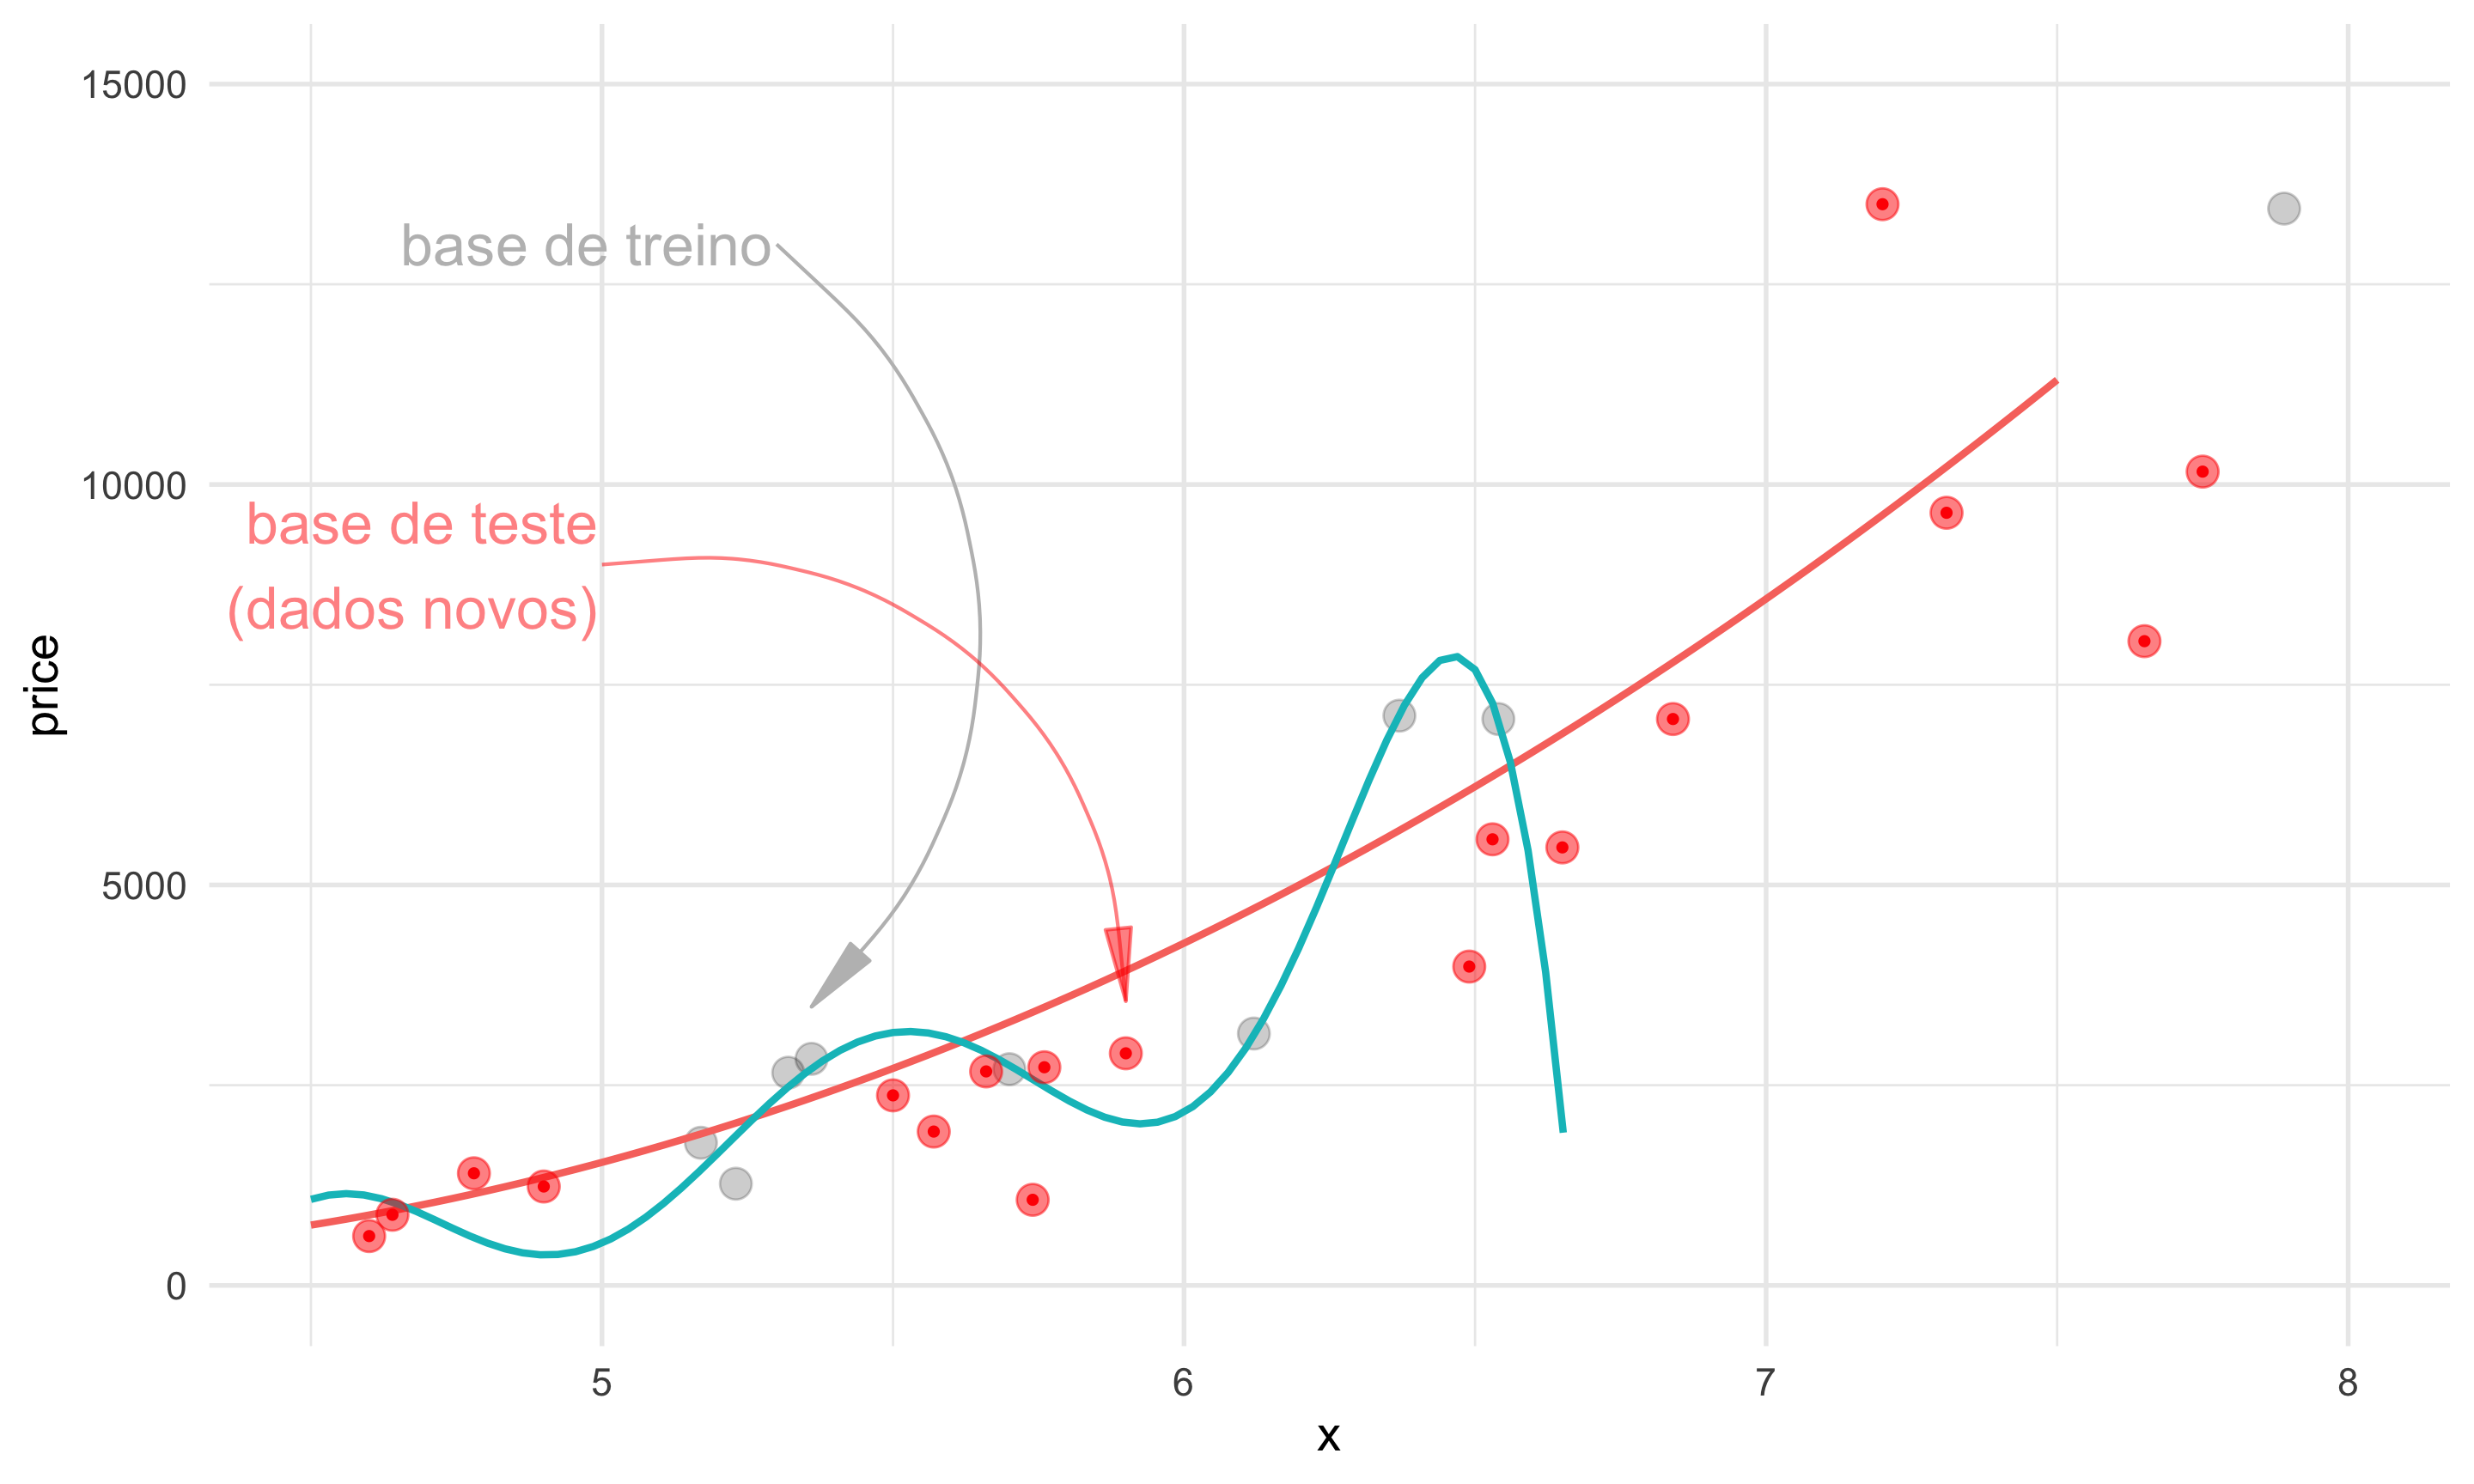 15000
base de treino
10000
base de teste
(dados novos)
price
5000
0
5
6
7
8
x